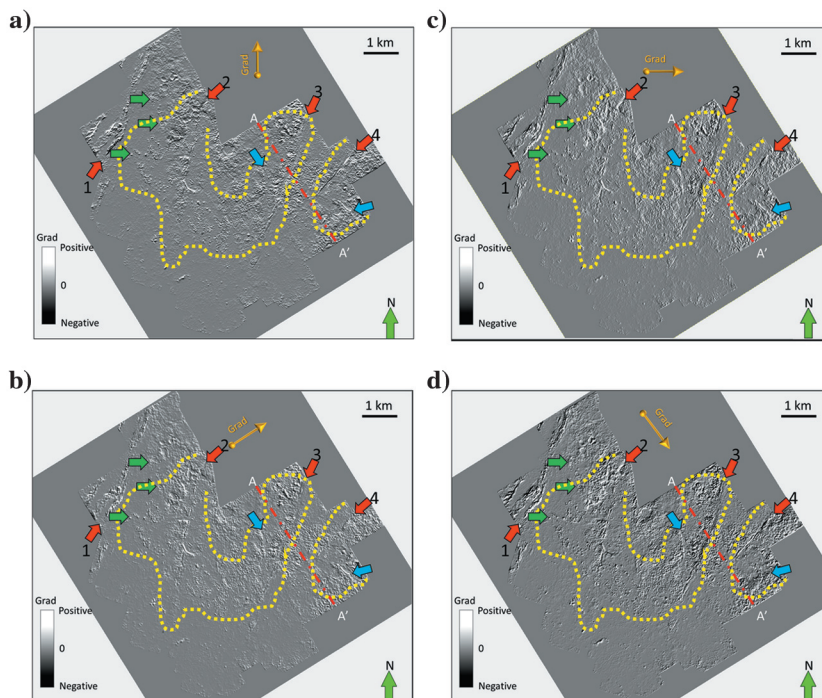 a)
Grad
1 km
2
3
A
4
1
Grad
Positive
0
Negative
A'
N
c)
Grad
1 km
2
3
A
4
1
Grad
Positive
0
Negative
A'
N
b)
Grad
1 km
2
3
A
4
1
Grad
Positive
0
Negative
A'
N
d)
Grad
1 km
2
3
A
4
1
Grad
Positive
0
Negative
A'
N